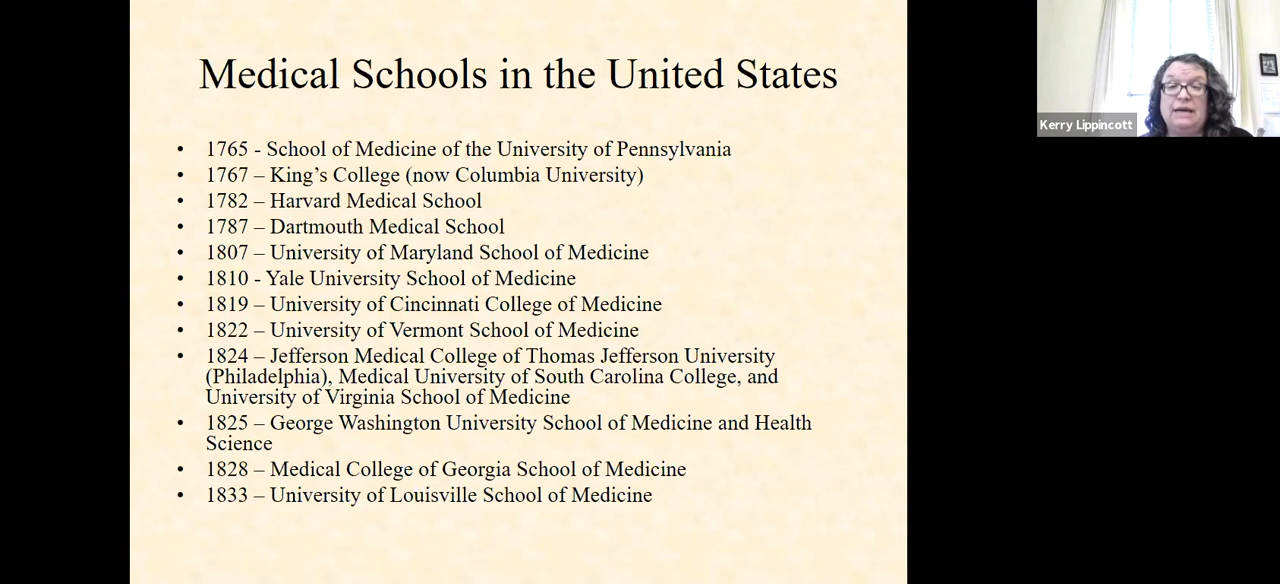 Medical Schools in the United States
• 1765 - School of Medicine of the University of Pennsylvania
• 1767 – King’s College (now Columbia University)
• 1782 – Harvard Medical School
• 1787 – Dartmouth Medical School
• 1807 – University of Maryland School of Medicine
• 1810 - Yale University School of Medicine
• 1819 – University of Cincinnati College of Medicine
• 1822 – University of Vermont School of Medicine
• 1824 – Jefferson Medical College of Thomas Jefferson University
(Philadelphia), Medical University of South Carolina College, and
University of Virginia School of Medicine
• 1825 – George Washington University School of Medicine and Health
Science
• 1828 – Medical College of Georgia School of Medicine
• 1833 – University of Louisville School of Medicine
Kerry Lippincott